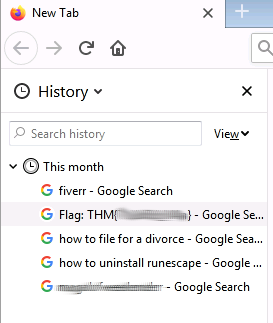 New Tab
History
Search history
View
This month
fiverr - Google Search
Flag: THM{ } - Google Se...
how to file for a divorce - Google Sea...
how to uninstall runescape - Google ...
- Google Search